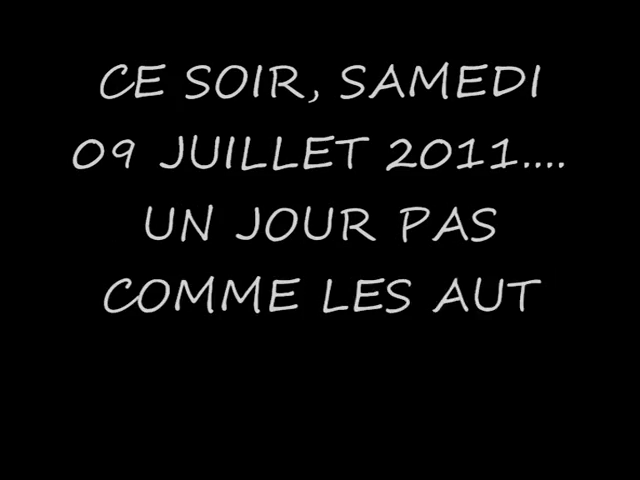 CE SOIR, SAMEDI
09 JUILLET 2011....
UN JOUR PAS
COMME LES AUT